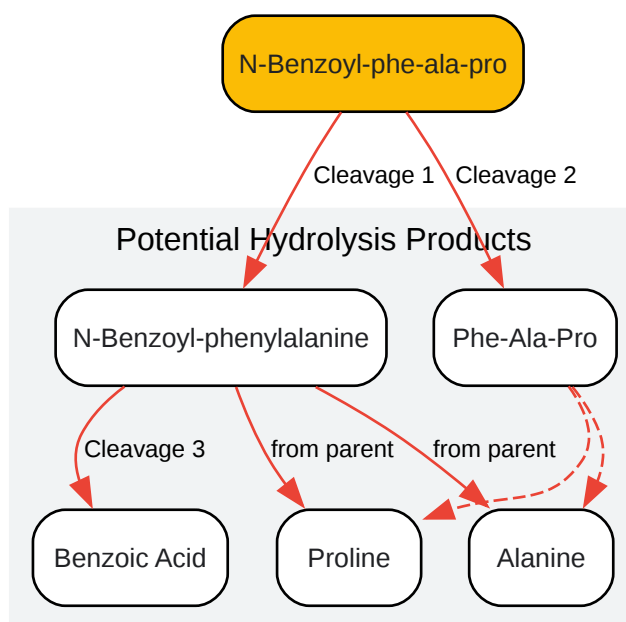 N-Benzoyl-phe-ala-pro
Cleavage 1
Cleavage 2
Potential Hydrolysis Products
N-Benzoyl-phenylalanine
Phe-Ala-Pro
Cleavage 3
from parent
from parent
Benzoic Acid
Proline
Alanine